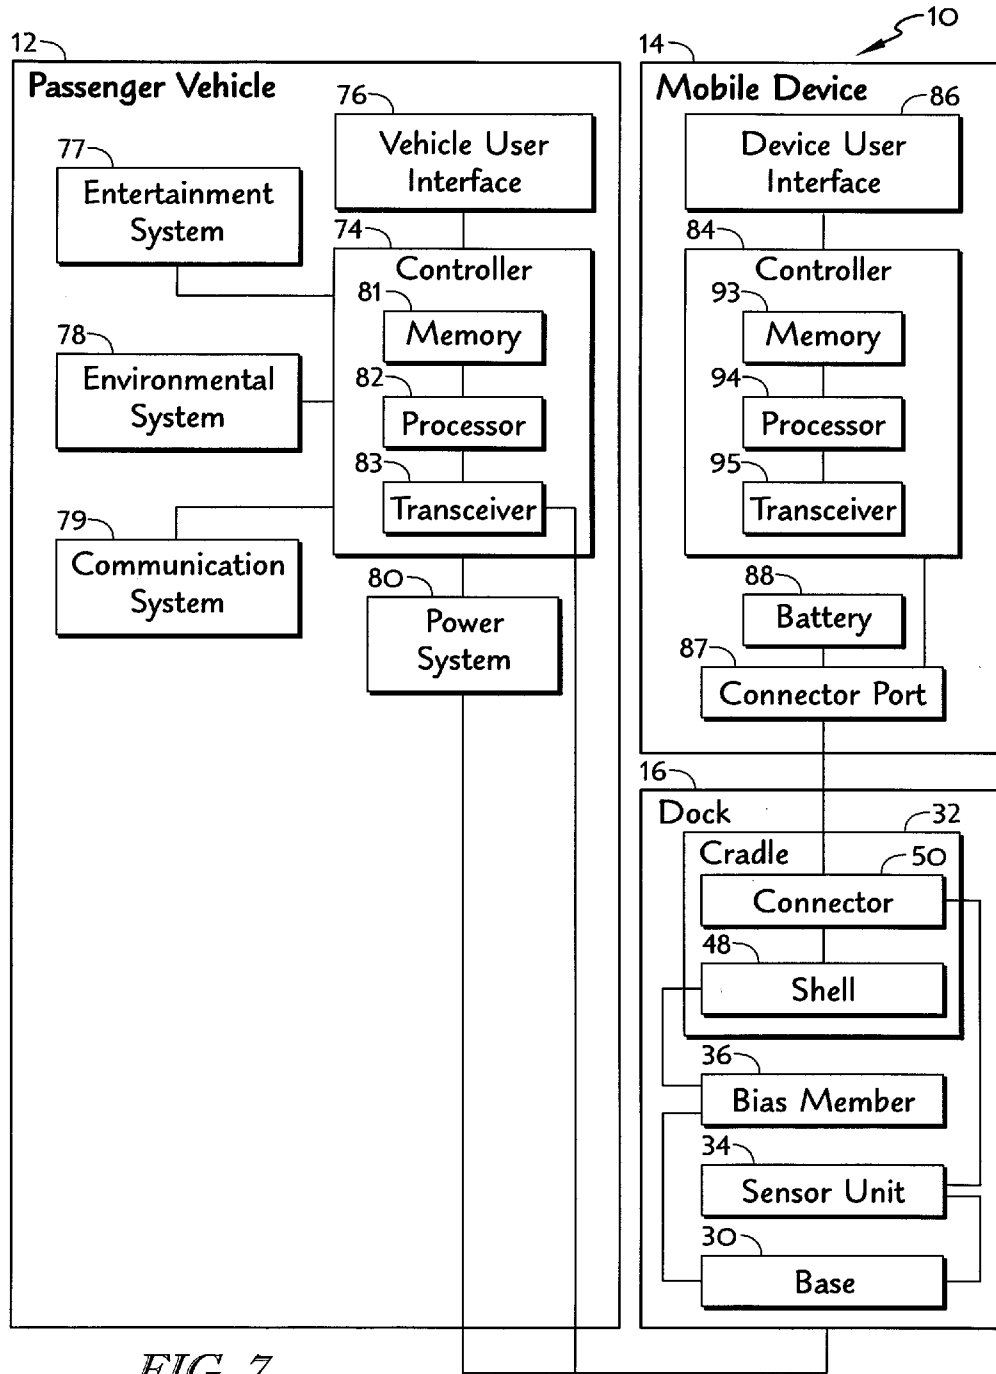 10
12
Passenger Vehicle
76
Vehicle User
Interface
77
Entertainment
System
74
Controller
81
Memory
78
Environmental
System
82
Processor
83
Transceiver
79
Communication
System
80
Power
System
14
Mobile Device
86
Device User
Interface
84
Controller
93
Memory
94
Processor
95
Transceiver
88
Battery
87
Connector Port
16
Dock
32
Cradle
50
Connector
48
Shell
36
Bias Member
34
Sensor Unit
30
Base
FIG. 7